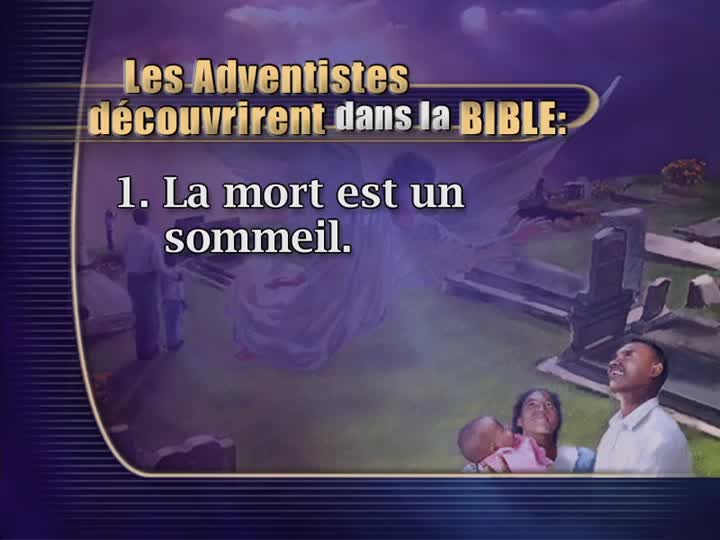 Les Adventistes
découvrirent dans la BIBLE:
1. La mort est un
sommeil.